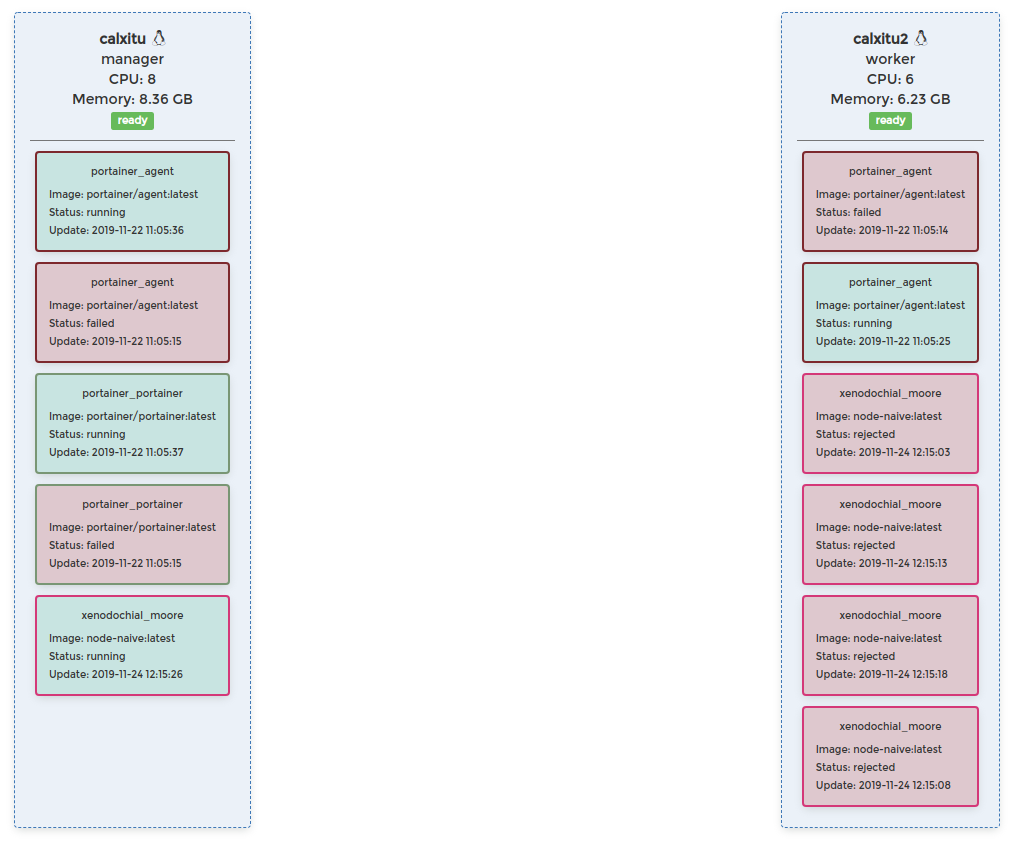 calxitu
manager
CPU: 8
Memory: 8.36 GB
ready
portainer_agent
Image: portainer/agent:latest
Status: running
Update: 2019-11-22 11:05:36
portainer_agent
Image: portainer/agent:latest
Status: failed
Update: 2019-11-22 11:05:15
portainer_portainer
Image: portainer/portainer:latest
Status: running
Update: 2019-11-22 11:05:37
portainer_portainer
Image: portainer/portainer:latest
Status: failed
Update: 2019-11-22 11:05:15
xenodochial_moore
Image: node-naive:latest
Status: running
Update: 2019-11-24 12:15:26
calxitu2
worker
CPU: 6
Memory: 6.23 GB
ready
portainer_agent
Image: portainer/agent:latest
Status: failed
Update: 2019-11-22 11:05:14
portainer_agent
Image: portainer/agent:latest
Status: running
Update: 2019-11-22 11:05:25
xenodochial_moore
Image: node-naive:latest
Status: rejected
Update: 2019-11-24 12:15:03
xenodochial_moore
Image: node-naive:latest
Status: rejected
Update: 2019-11-24 12:15:13
xenodochial_moore
Image: node-naive:latest
Status: rejected
Update: 2019-11-24 12:15:18
xenodochial_moore
Image: node-naive:latest
Status: rejected
Update: 2019-11-24 12:15:08